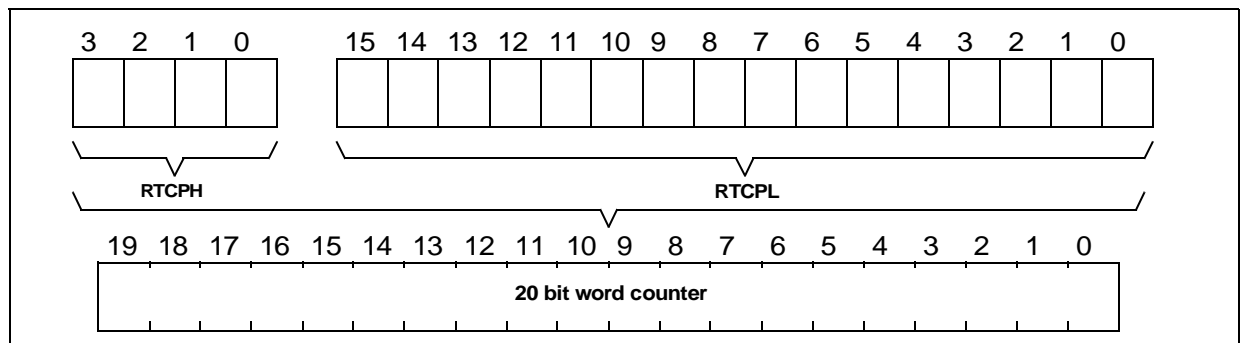 3 2 1 0 15 14 13 12 11 10 9 8 7 6 5 4 3 2 1 0
RTCPH RTCPL
19 18 17 16 15 14 13 12 11 10 9 8 7 6 5 4 3 2 1 0
20 bit word counter